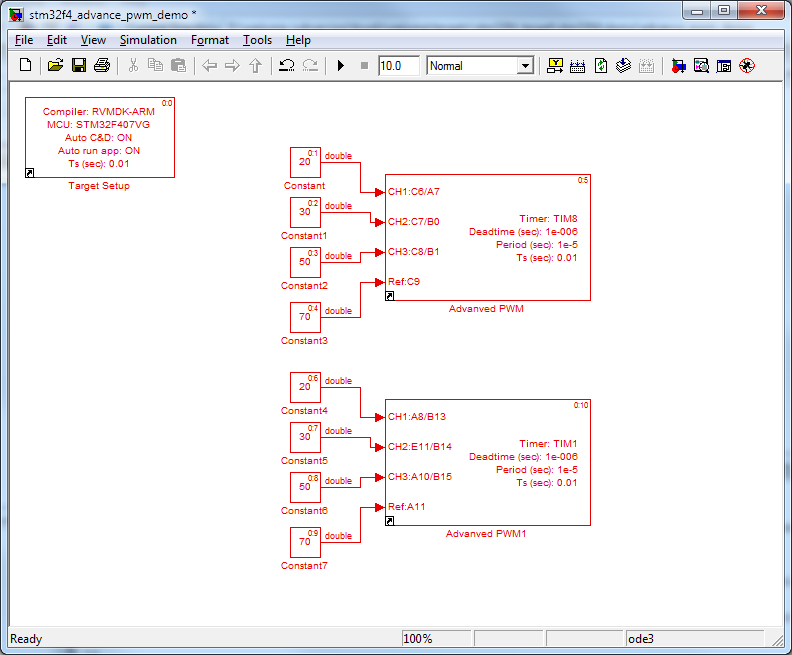 stm32f4_advance_pwm_demo *
File Edit View Simulation Format Tools Help
10.0 Normal
0:0
Compiler: RVMDK-ARM
MCU: STM32F407VG
Auto C&D: ON
Auto run app: ON
Ts (sec): 0.01
Target Setup
0:1
20
double
Constant
0:2
30
double
Constant1
0:3
50
double
Constant2
0:4
70
double
Constant3
0:5
CH1:C6/A7
CH2:C7/B0
CH3:C8/B1
Ref:C9
Timer: TIM8
Deadtime (sec): 1e-006
Period (sec): 1e-5
Ts (sec): 0.01
Advanved PWM
0:6
20
double
Constant4
0:7
30
double
Constant5
0:8
50
double
Constant6
0:9
70
double
Constant7
0:10
CH1:A8/B13
CH2:E11/B14
CH3:A10/B15
Ref:A11
Timer: TIM1
Deadtime (sec): 1e-006
Period (sec): 1e-5
Ts (sec): 0.01
Advanved PWM1
Ready 100% ode3